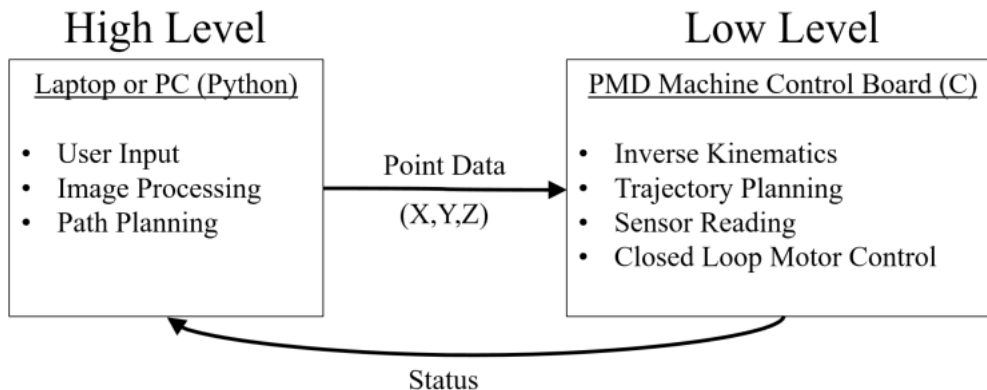 High Level
Laptop or PC (Python)
• User Input
• Image Processing
• Path Planning
Point Data
(X,Y,Z)
Low Level
PMD Machine Control Board (C)
• Inverse Kinematics
• Trajectory Planning
• Sensor Reading
• Closed Loop Motor Control
Status